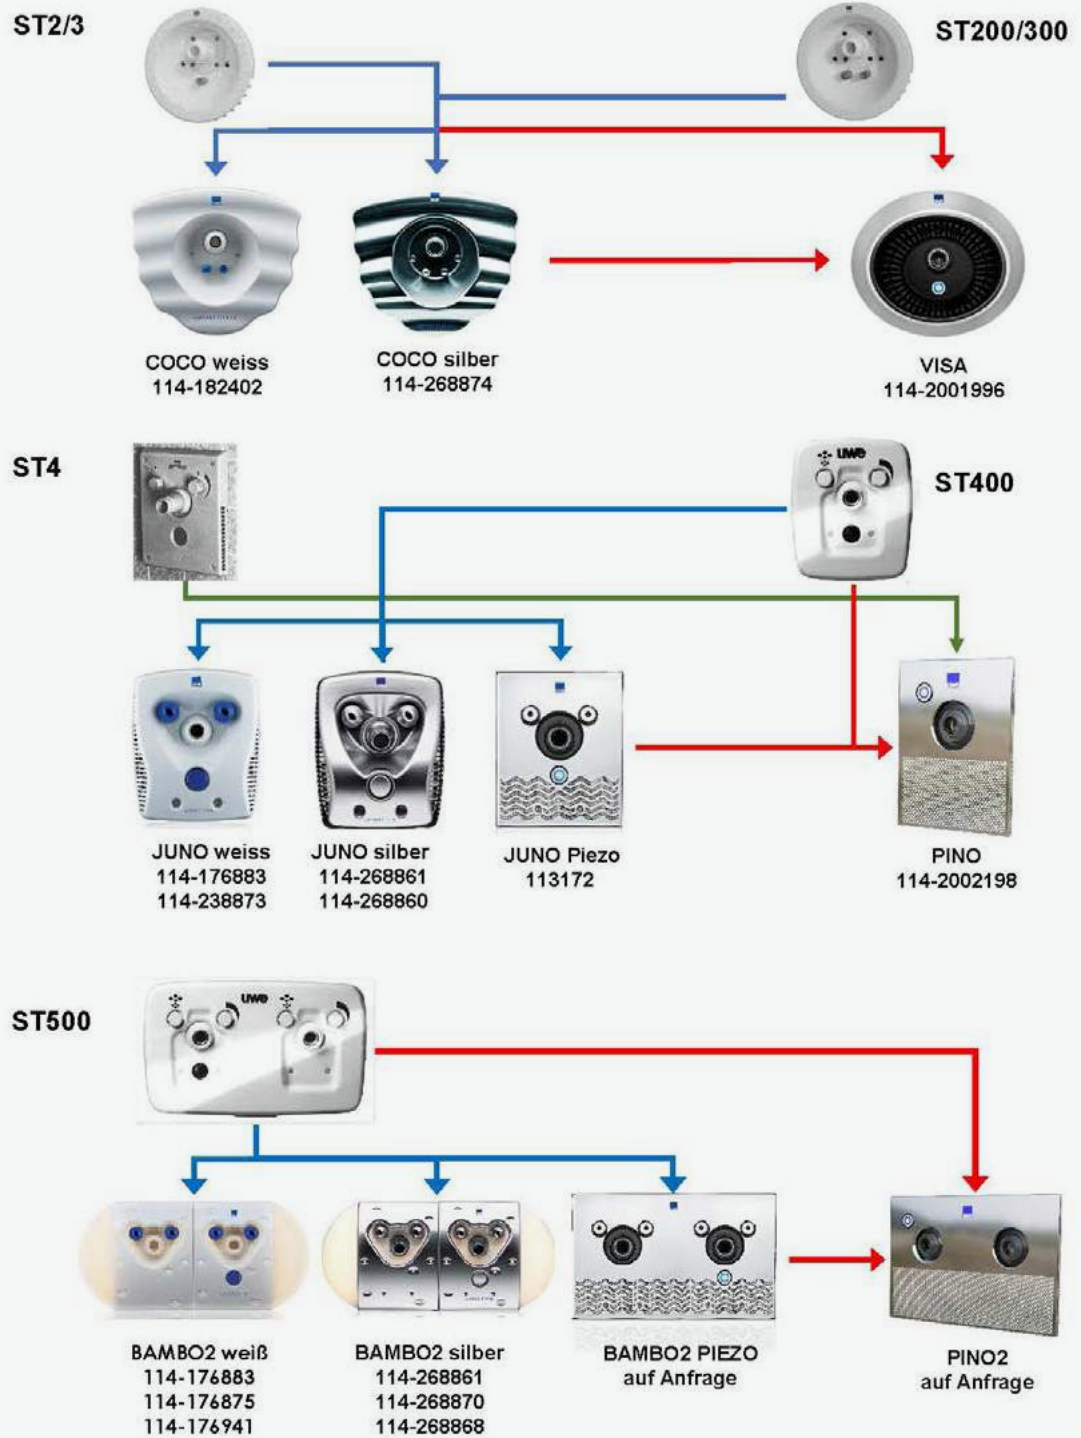 ST2/3
ST200/300
COCO weiss
114-182402
COCO silber
114-268874
VISA
114-2001996
ST4
uwe
ST400
JUNO weiss
114-176883
114-238873
JUNO silber
114-268861
114-268860
JUNO Piezo
113172
PINO
114-2002198
ST500
uwe
BAMBO2 weiß
114-176883
114-176875
114-176941
BAMBO2 silber
114-268861
114-268870
114-268868
BAMBO2 PIEZO
auf Anfrage
PINO2
auf Anfrage